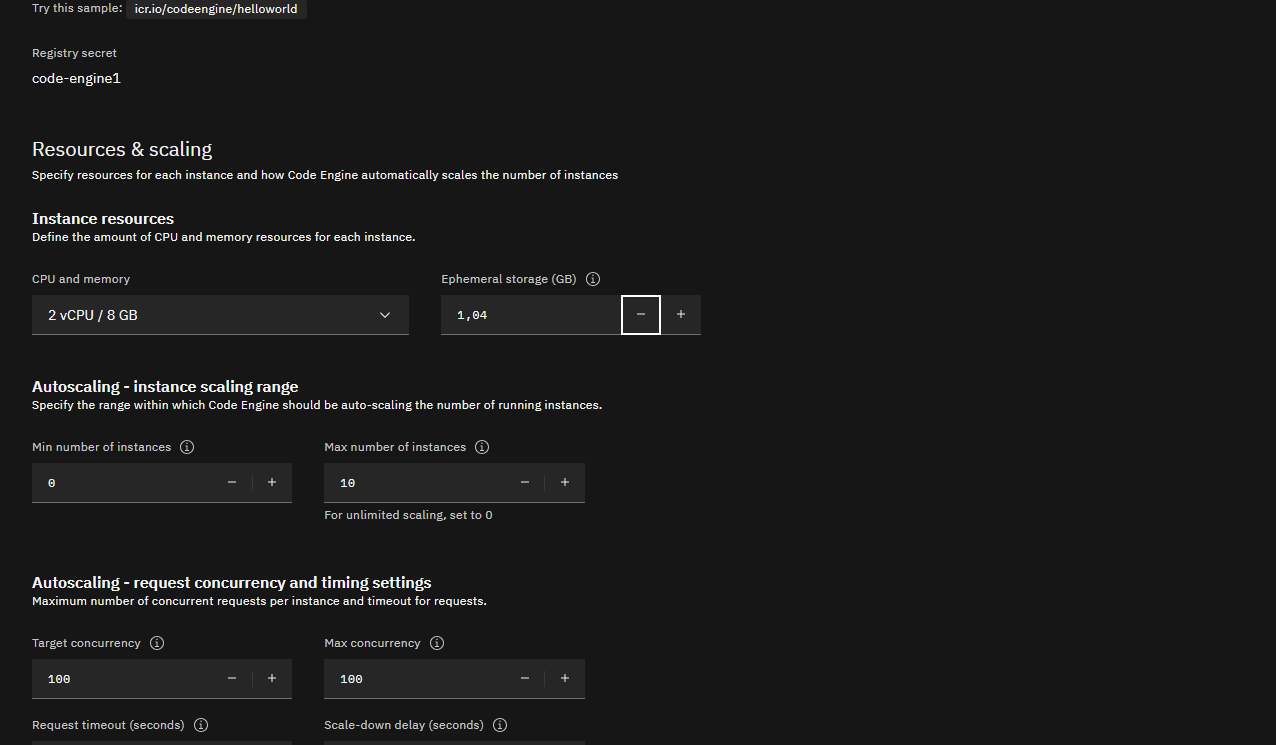 Try this sample: icr.io/codeengine/helloworld
Registry secret
code-engine1
Resources & scaling
Specify resources for each instance and how Code Engine automatically scales the number of instances
Instance resources
Define the amount of CPU and memory resources for each instance.
CPU and memory
2 vCPU / 8 GB
Ephemeral storage (GB)
1,04
Autoscaling - instance scaling range
Specify the range within which Code Engine should be auto-scaling the number of running instances.
Min number of instances
0
Max number of instances
10
For unlimited scaling, set to 0
Autoscaling - request concurrency and timing settings
Maximum number of concurrent requests per instance and timeout for requests.
Target concurrency
100
Max concurrency
100
Request timeout (seconds)
Scale-down delay (seconds)